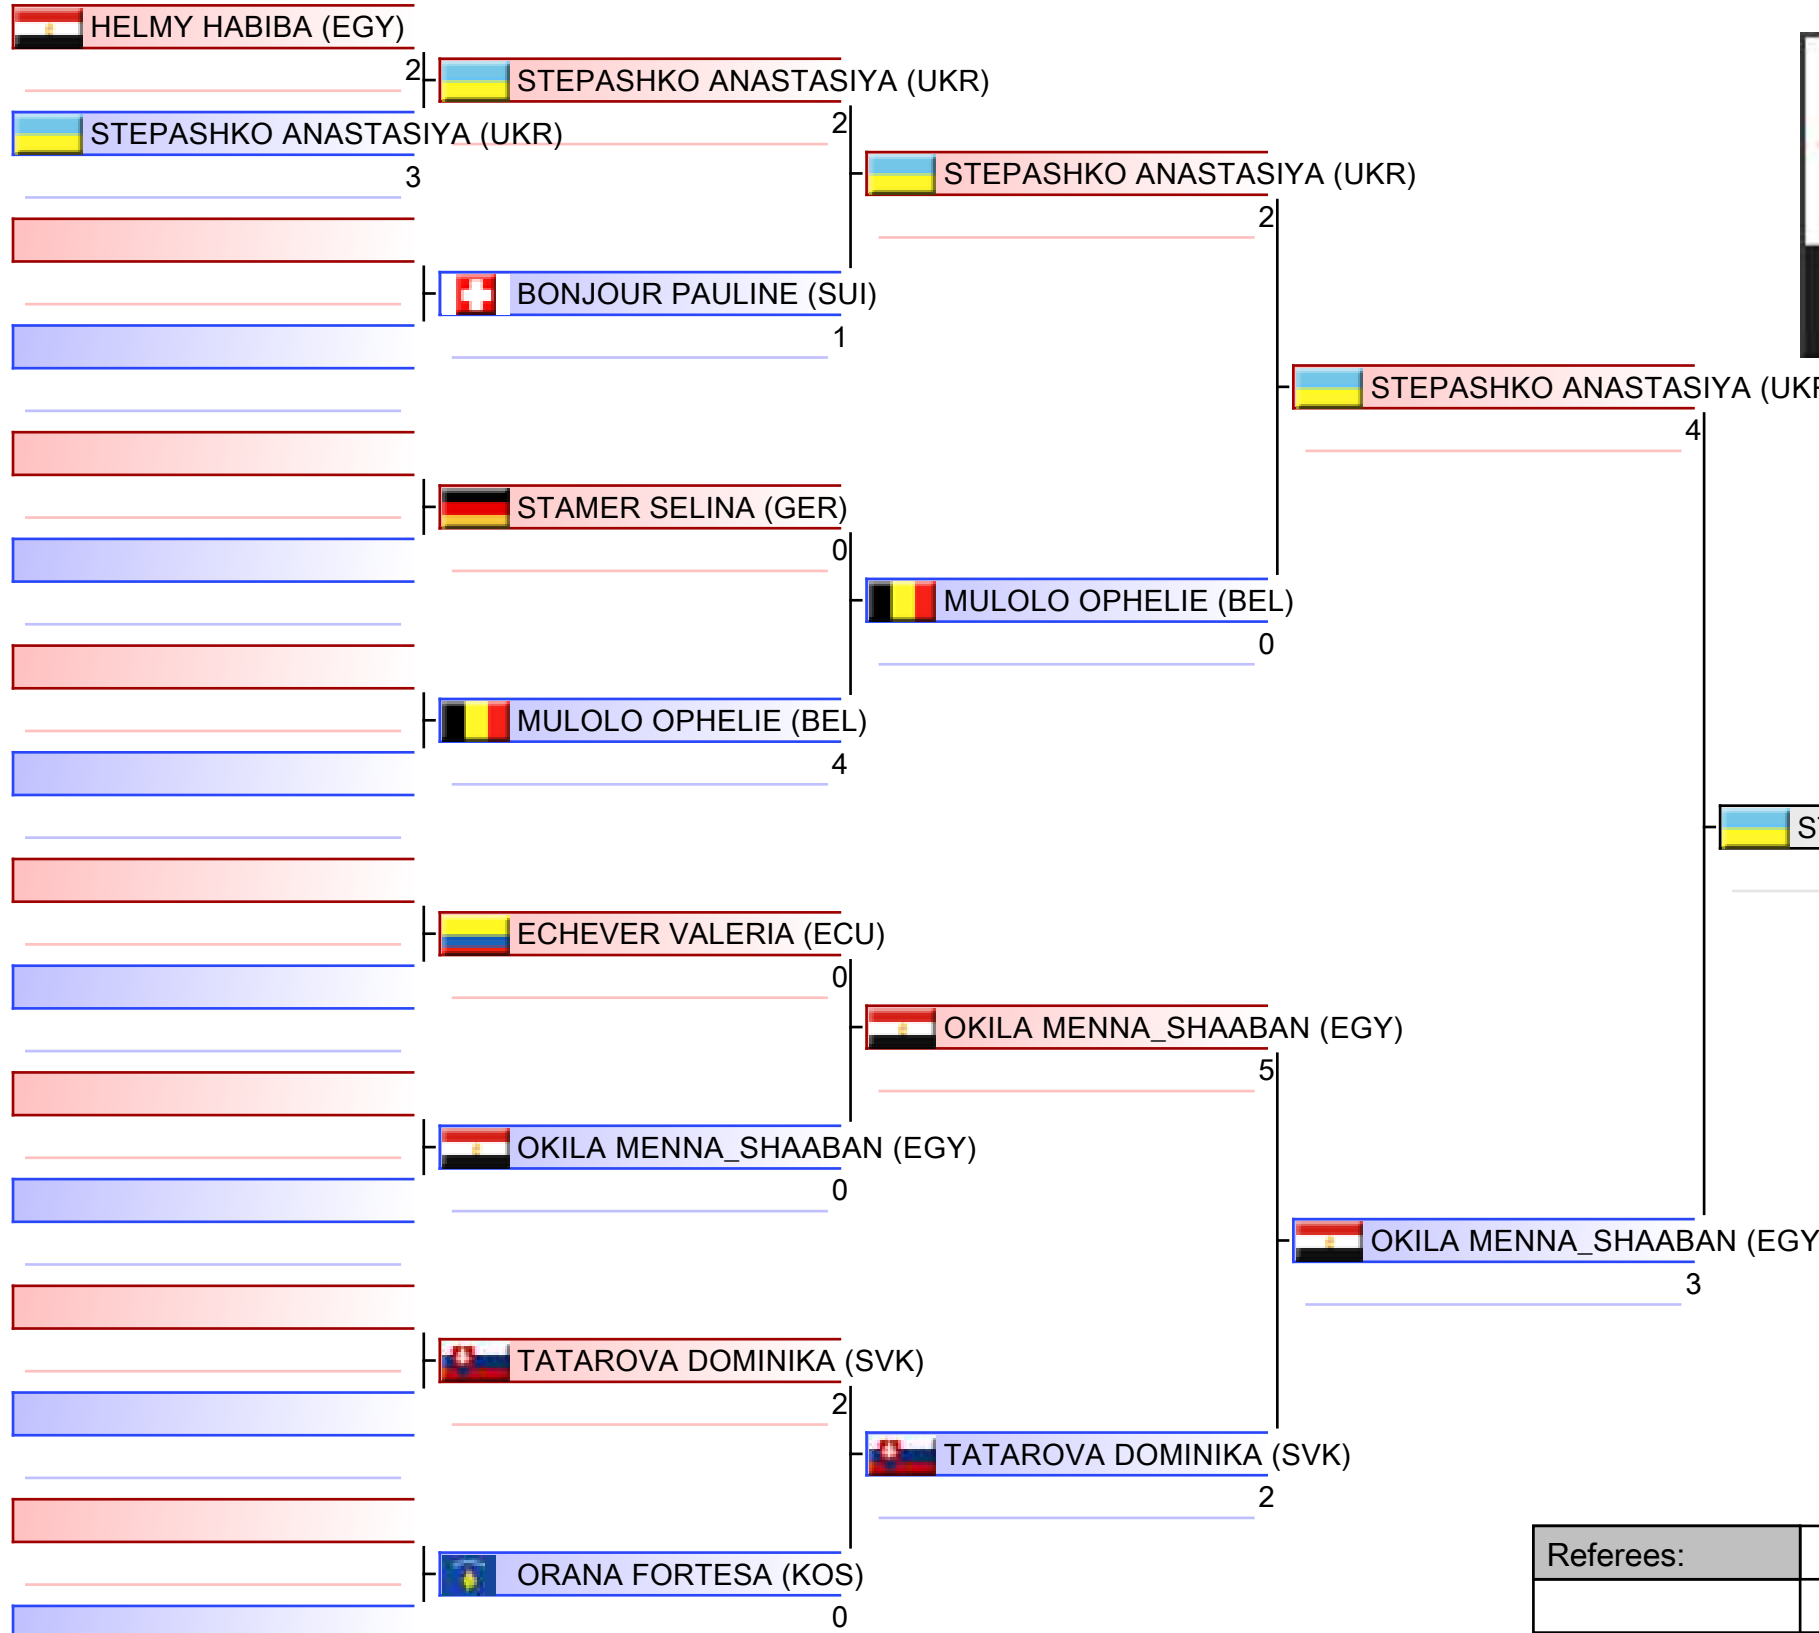 HELMY HABIBA (EGY)
2
STEPASHKO ANASTASIYA (UKR)
3
STEPASHKO ANASTASIYA (UKR)
2
BONJOUR PAULINE (SUI)
1
STAMER SELINA (GER)
0
MULOLO OPHELIE (BEL)
4
ECHEVER VALERIA (ECU)
0
OKILA MENNA_SHAABAN (EGY)
0
TATAROVA DOMINIKA (SVK)
2
ORANA FORTESA (KOS)
0
STEPASHKO ANASTASIYA (UKR)
2
MULOLO OPHELIE (BEL)
0
OKILA MENNA_SHAABAN (EGY)
5
TATAROVA DOMINIKA (SVK)
2
STEPASHKO ANASTASIYA (UKR
4
OKILA MENNA_SHAABAN (EGY
3
ST
Referees: